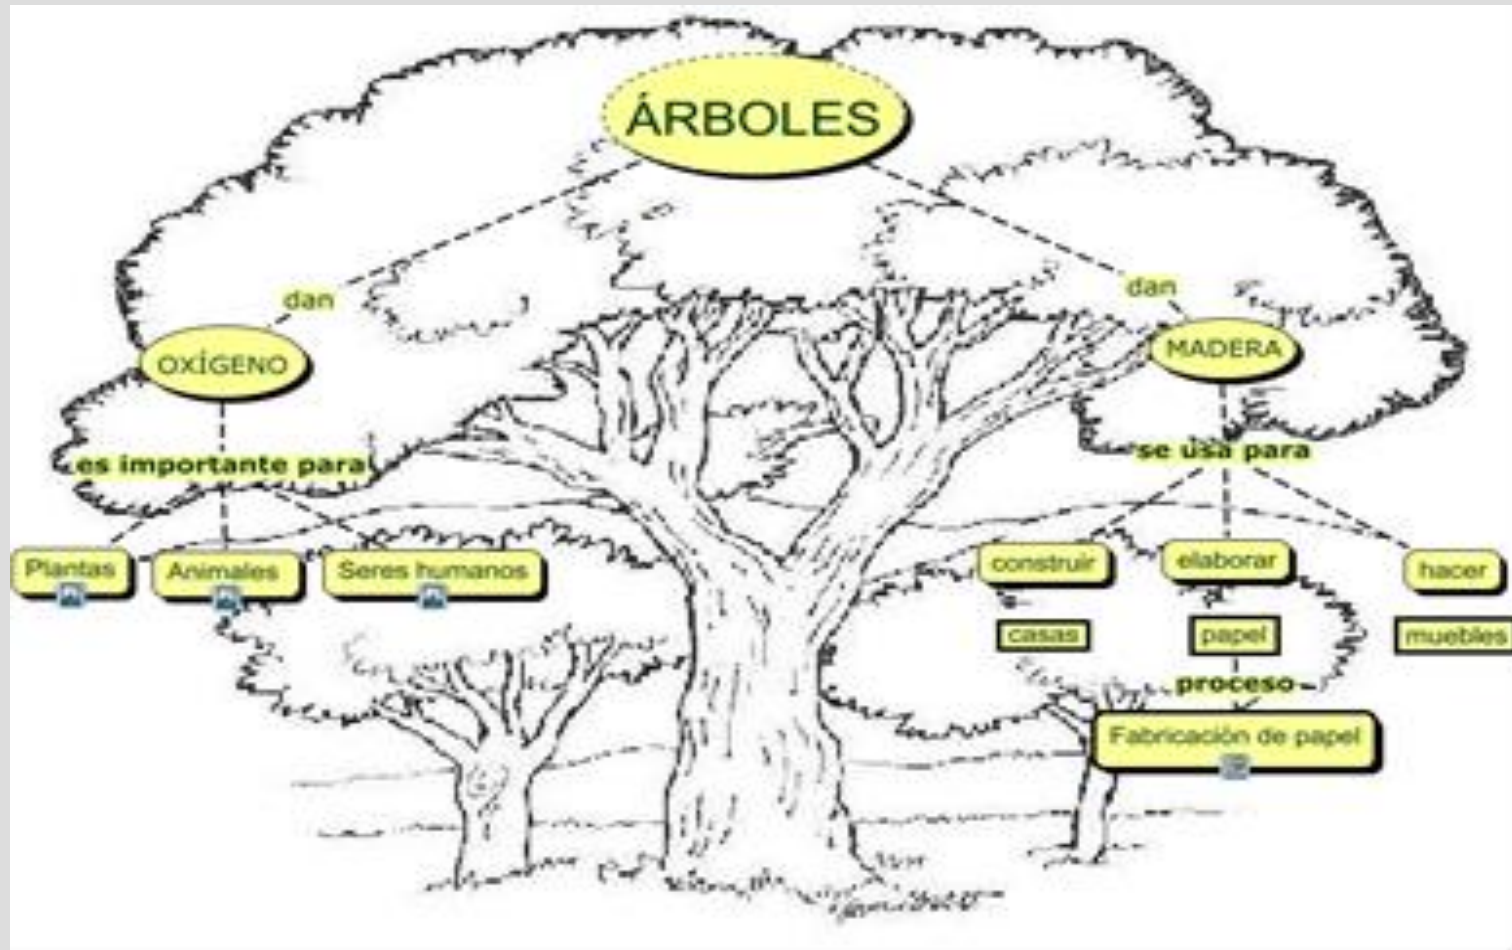 ÁRBOLES
dan
dan
OXÍGENO
MADERA
es importante para
se usa para
Plantas
Animales
Seres humanos
construir
elaborar
hacer
casas
papel
muebles
proceso
Fabricación de papel